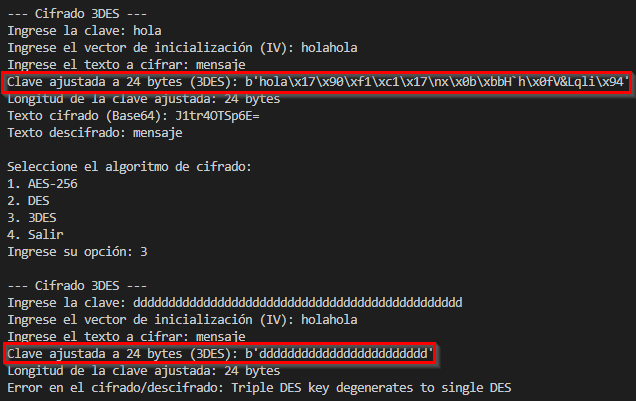 --- Cifrado 3DES ---
Ingrese la clave: hola
Ingrese el vector de inicialización (IV): holahola
Ingrese el texto a cifrar: mensaje
Clave ajustada a 24 bytes (3DES): b'hola\x17\x90\xf1\xc1\x17\nx\x0b\xbbH`h\x0fV&Lqli\x94'
Longitud de la clave ajustada: 24 bytes
Texto cifrado (Base64): J1tr4OTSp6E=
Texto descifrado: mensaje
Seleccione el algoritmo de cifrado:
1. AES-256
2. DES
3. 3DES
4. Salir
Ingrese su opción: 3
--- Cifrado 3DES ---
Ingrese la clave: ddddddddddddddddddddddddddddddddddddddddddddddd
Ingrese el vector de inicialización (IV): holahola
Ingrese el texto a cifrar: mensaje
Clave ajustada a 24 bytes (3DES): b'dddddddddddddddddddddddd'
Longitud de la clave ajustada: 24 bytes
Error en el cifrado/descifrado: Triple DES key degenerates to single DES